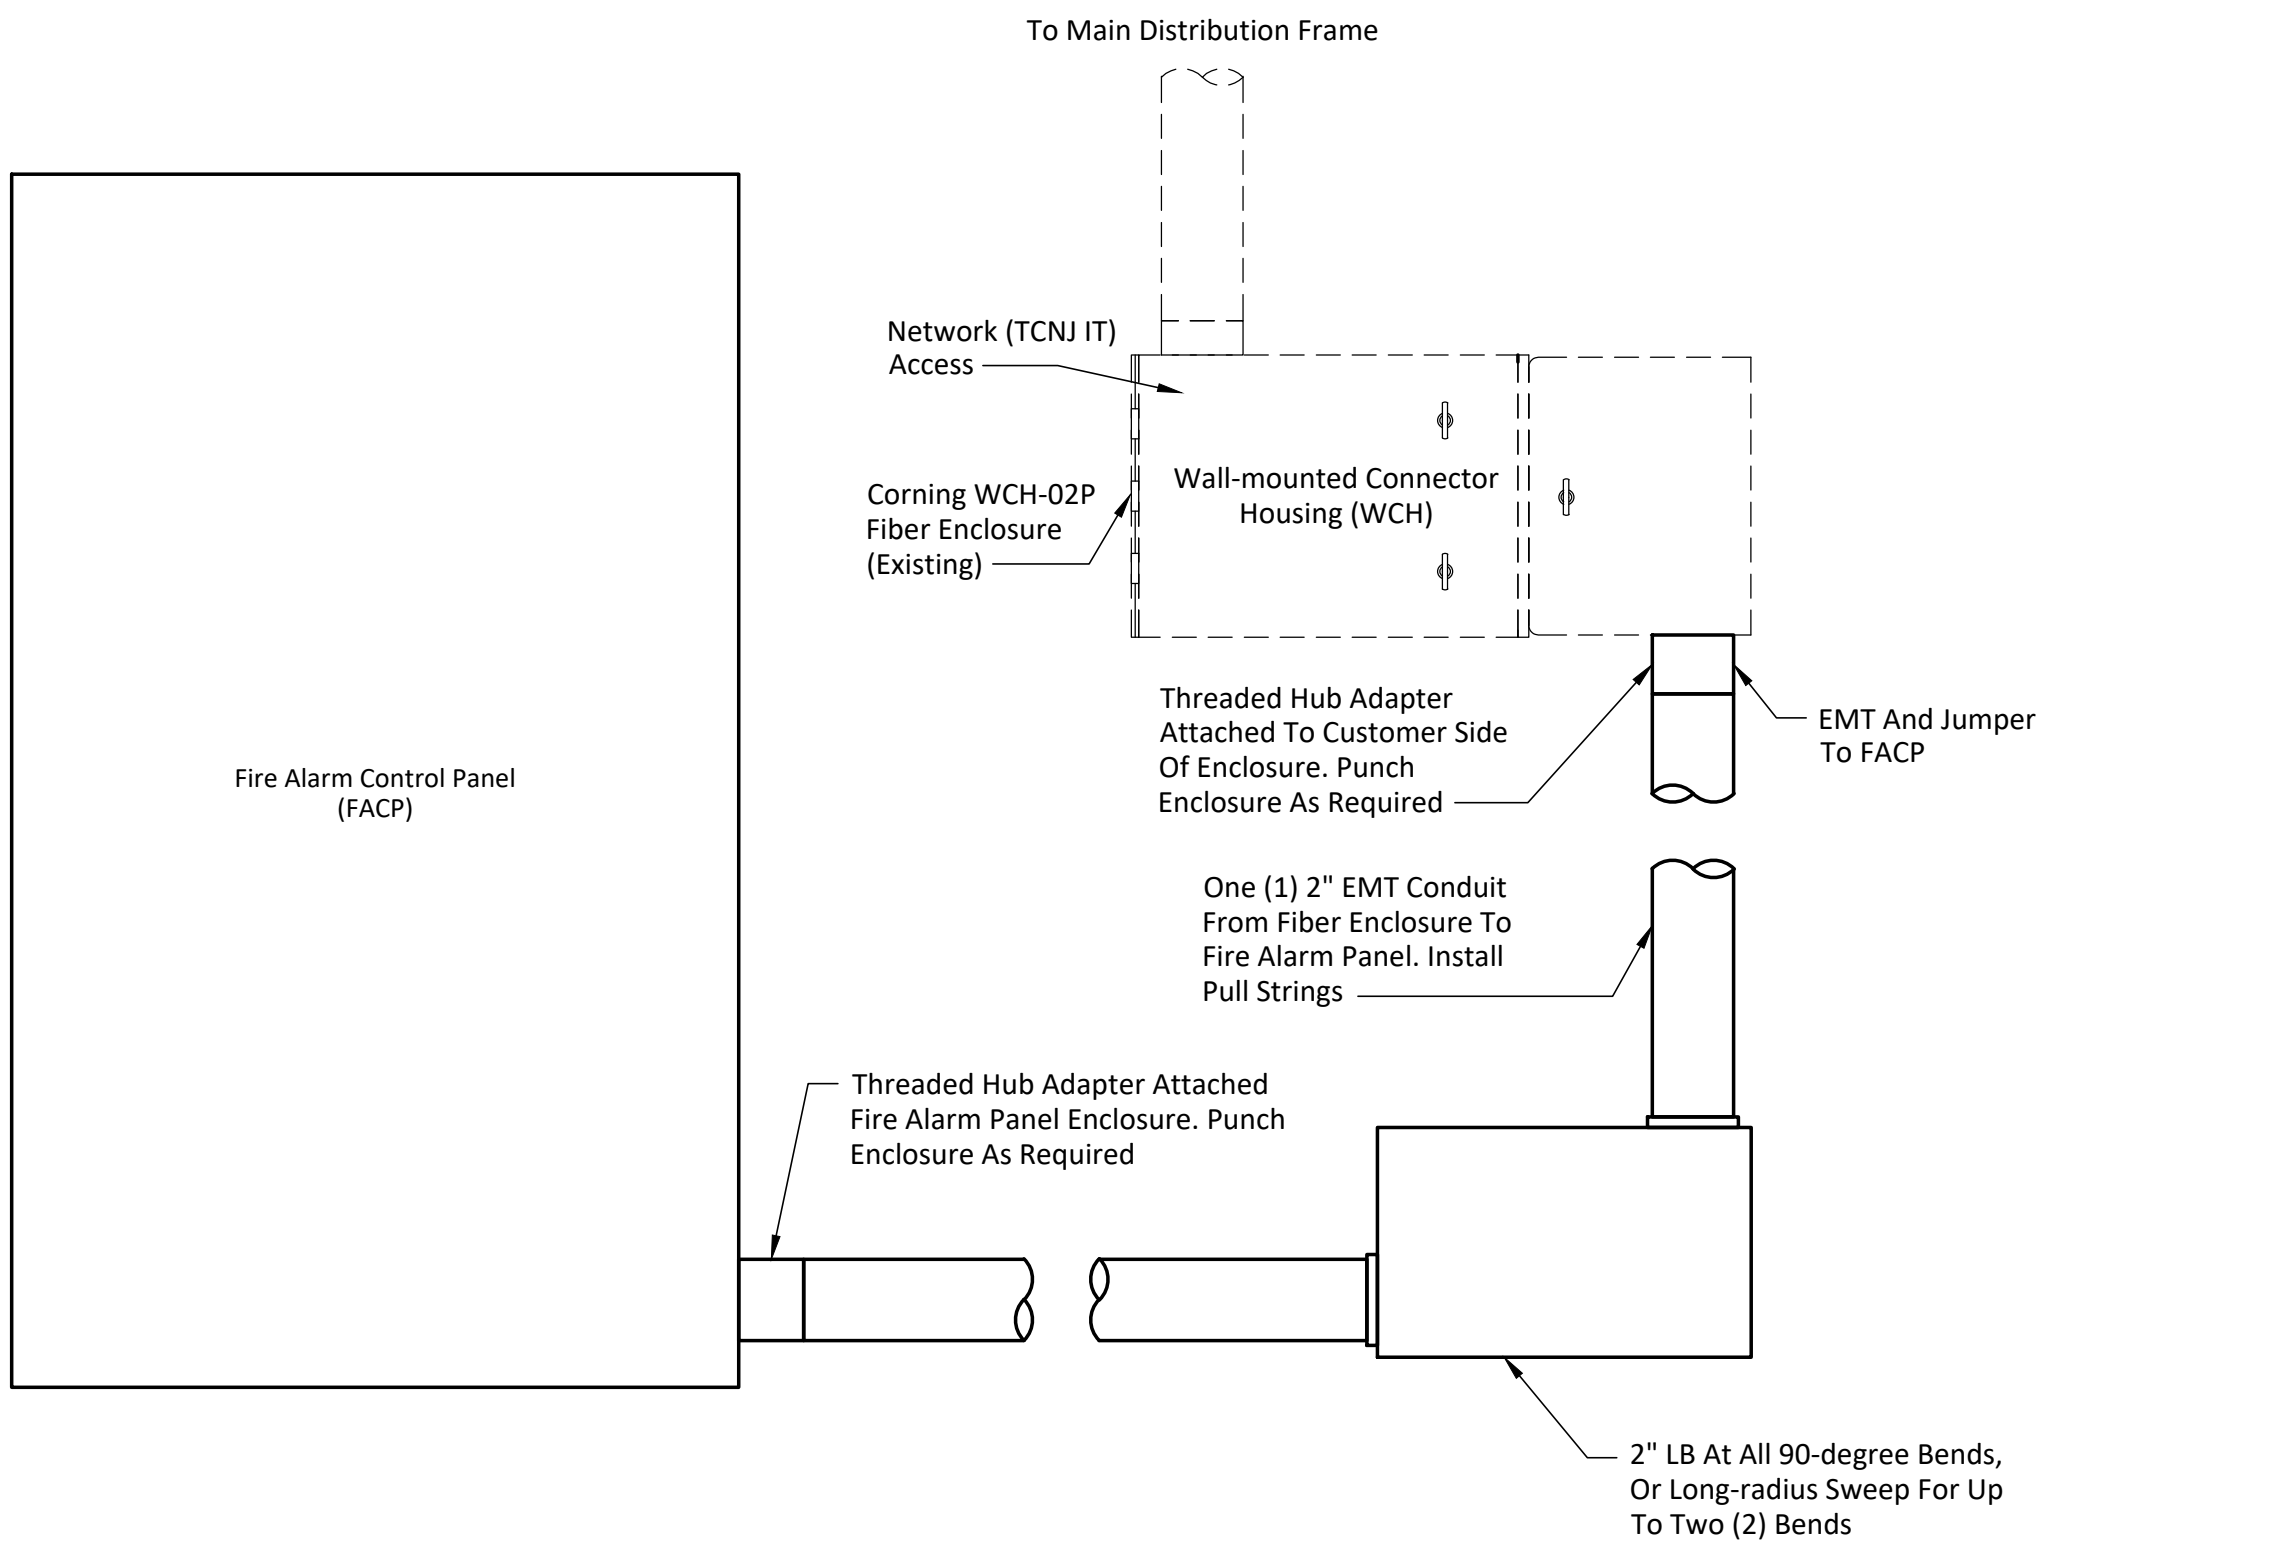 To Main Distribution Frame
Network (TCNJ IT)
Access
Corning WCH-02P
Fiber Enclosure
(Existing)
Wall-mounted Connector
Housing (WCH)
Threaded Hub Adapter
Attached To Customer Side
Of Enclosure. Punch
Enclosure As Required
EMT And Jumper
To FACP
Fire Alarm Control Panel
(FACP)
One (1) 2" EMT Conduit
From Fiber Enclosure To
Fire Alarm Panel. Install
Pull Strings
Threaded Hub Adapter Attached
Fire Alarm Panel Enclosure. Punch
Enclosure As Required
2" LB At All 90-degree Bends,
Or Long-radius Sweep For Up
To Two (2) Bends